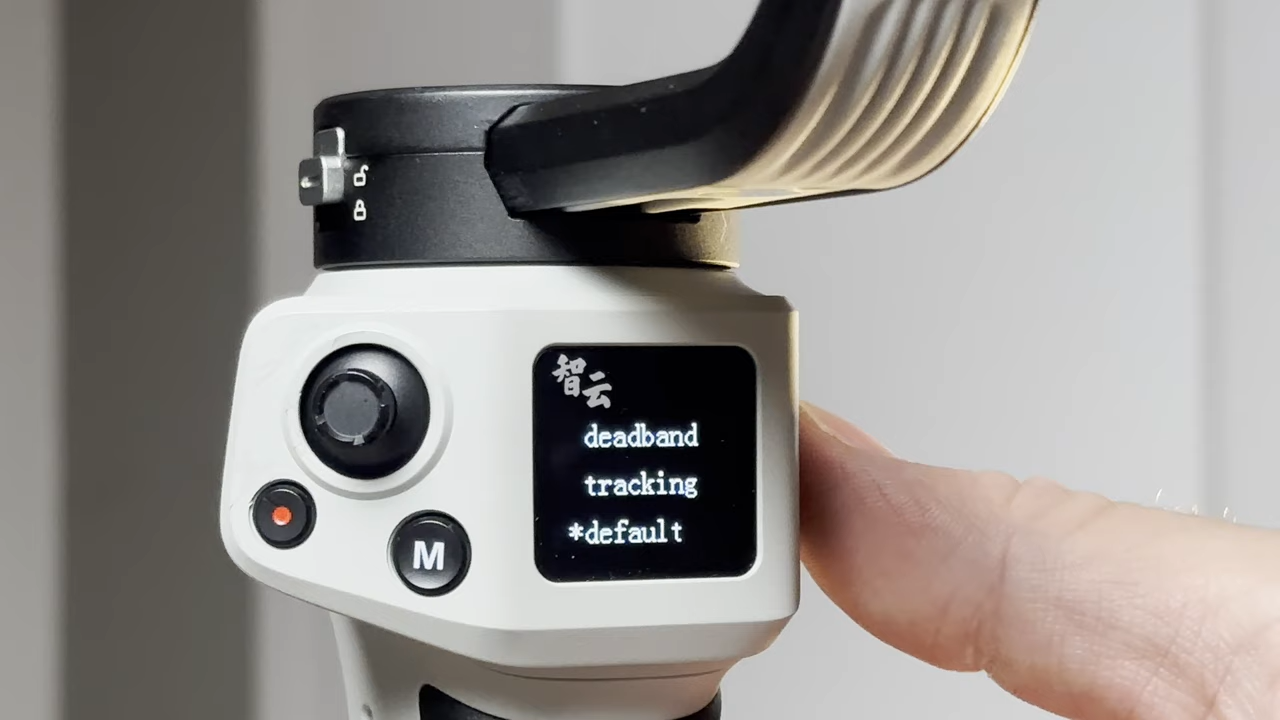 智云
deadband
tracking
*default
M